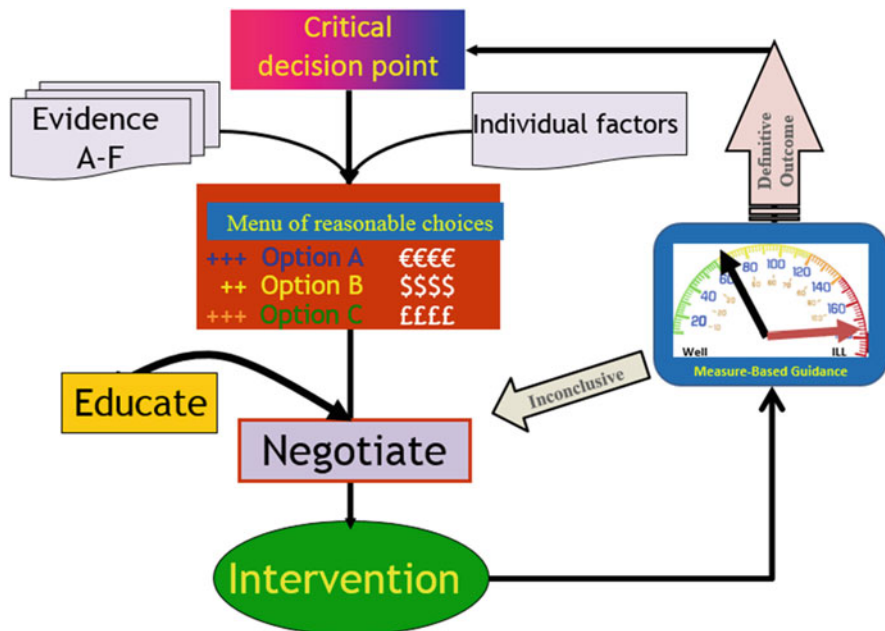 Critical
decision point
Evidence
A-F
Individual factors
Definitive
Outcome
Menu of reasonable choices
+++ Option A €€€€
++ Option B $$$$
+++ Option C ££££
20 40 60 80 100 120 140 160
Well ILL
Measure-Based Guidance
Inconclusive
Educate
Negotiate
Intervention